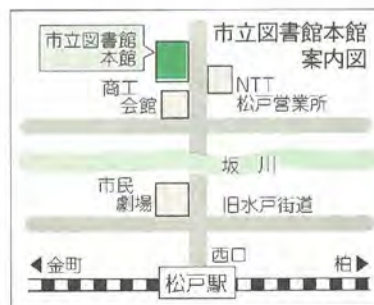 市立図書館本館
案内図
市立図書館
本館
NTT
松戸営業所
商工
会館
坂川
市民
劇場
旧水戸街道
西口
◀金町
柏▶
松戸駅